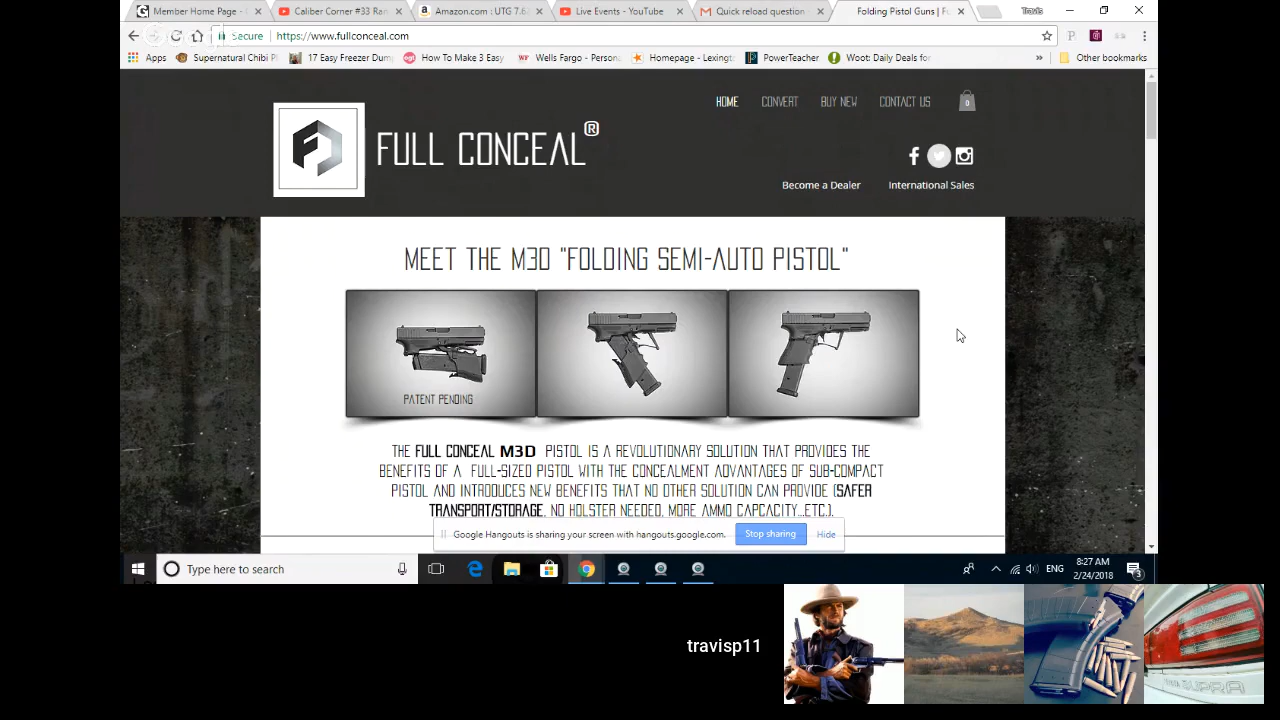 Member Home Page -
Caliber Corner #33 Ran
Amazon.com : UTG 7.6
Live Events - YouTube
Quick reload question -
Folding Pistol Guns | Fu
Travis
Secure
https://www.fullconceal.com
Apps
Supernatural Chibi P
17 Easy Freezer Dump
How To Make 3 Easy
Wells Fargo - Person
Homepage - Lexingt
PowerTeacher
Woot: Daily Deals for
Other bookmarks
HOME
CONVERT
BUY NEW
CONTACT US
0
FULL CONCEAL®
Become a Dealer
International Sales
MEET THE M3D "FOLDING SEMI-AUTO PISTOL"
PATENT PENDING
THE FULL CONCEAL M3D PISTOL IS A REVOLUTIONARY SOLUTION THAT PROVIDES THE
BENEFITS OF A FULL-SIZED PISTOL WITH THE CONCEALMENT ADVANTAGES OF SUB-COMPACT
PISTOL AND INTRODUCES NEW BENEFITS THAT NO OTHER SOLUTION CAN PROVIDE (SAFER
TRANSPORT/STORAGE, NO HOLSTER NEEDED, MORE AMMO CAPCACITY...ETC.).
Google Hangouts is sharing your screen with hangouts.google.com.
Stop sharing
Hide
Type here to search
ENG
8:27 AM
2/24/2018
3
travisp11
SUPRA